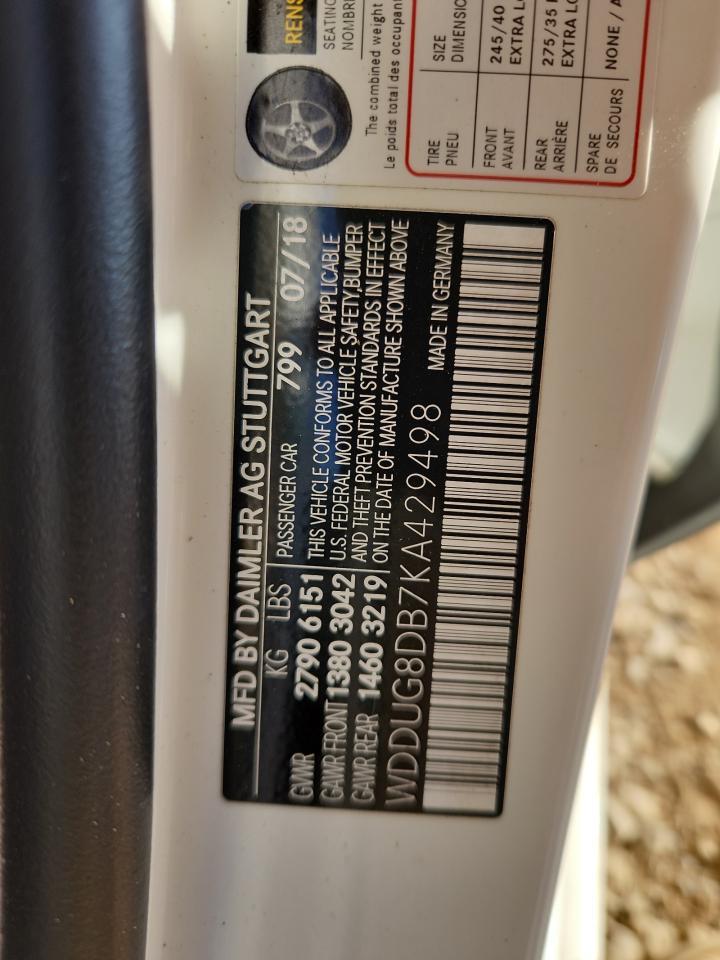 MFD BY DAIMLER AG STUTTGART
KG LBS PASSENGER CAR 799 07/18
GVWR 2790 6151
GAWR FRONT 1380 3042
GAWR REAR 1460 3219
THIS VEHICLE CONFORMS TO ALL APPLICABLE
U.S. FEDERAL MOTOR VEHICLE SAFETY,BUMPER
AND THEFT PREVENTION STANDARDS IN EFFECT
ON THE DATE OF MANUFACTURE SHOWN ABOVE
WDDUG8DB7KA429498 MADE IN GERMANY
RENS
SEATING
NOMBRE
The combined weight
Le poids total des occupant
TIRE SIZE
PNEU DIMENSIO
FRONT 245/40
AVANT EXTRA LO
REAR 275/35
ARRIÈRE EXTRA LO
SPARE NONE / A
DE SECOURS